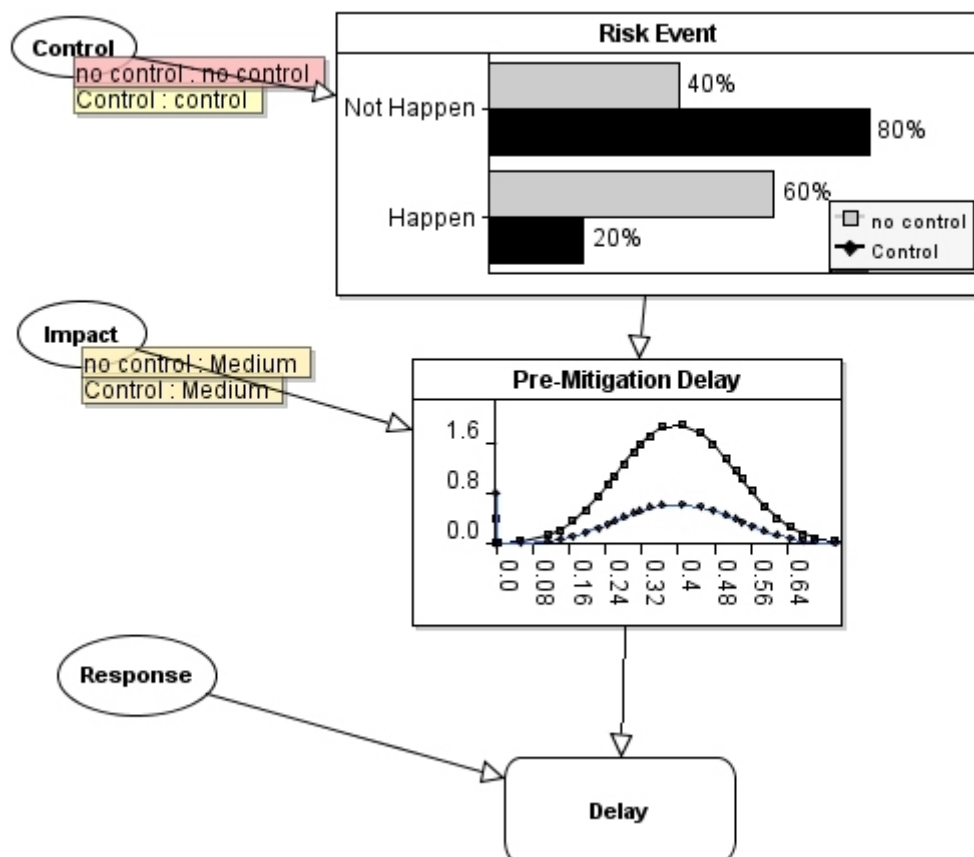 Risk Event
Control
no control : no control
Control : control
Not Happen
40%
80%
Happen
60%
20%
no control
Control
Impact
no control : Medium
Control : Medium
Pre-Mitigation Delay
1.6
0.8
0.0
0.0
0.08
0.16
0.24
0.32
0.4
0.48
0.56
0.64
Response
Delay